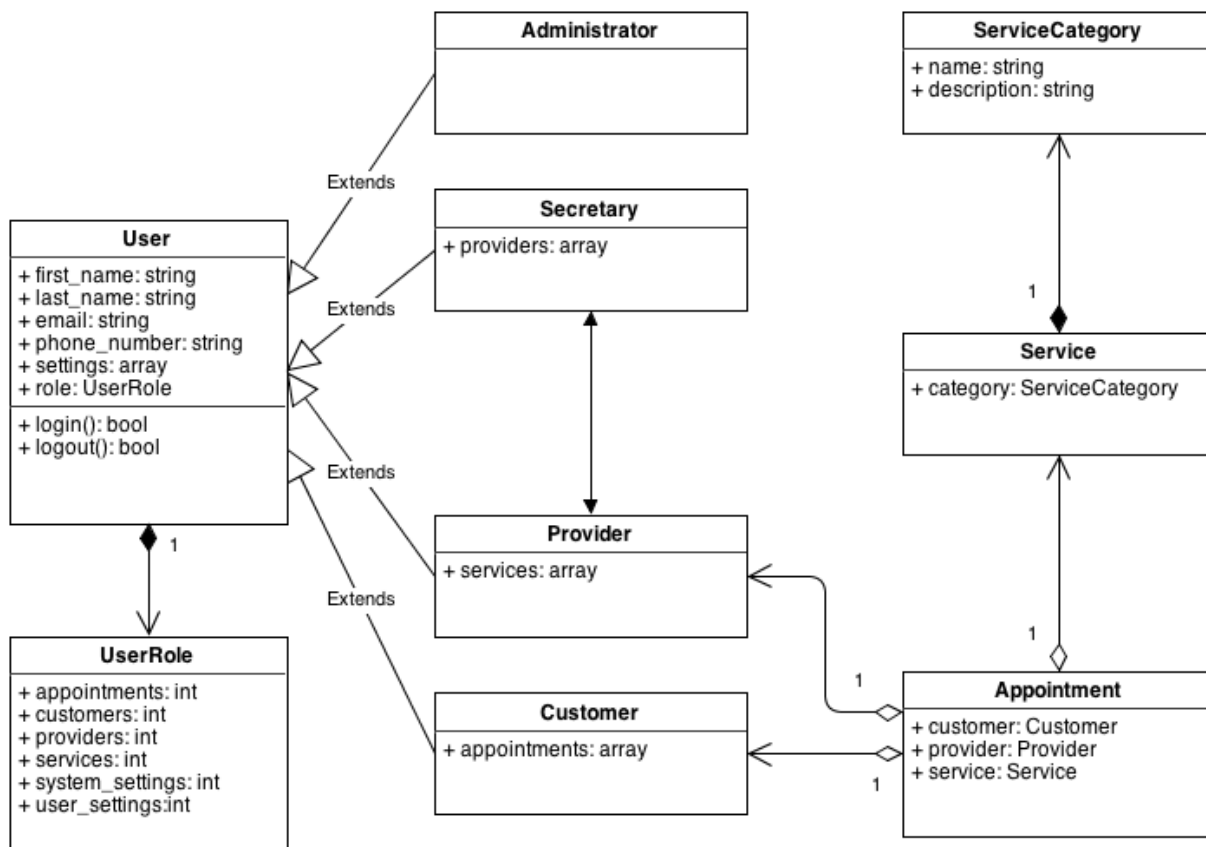 Administrator
ServiceCategory
+ name: string
+ description: string
Extends
Secretary
+ providers: array
User
+ first_name: string
+ last_name: string
+ email: string
+ phone_number: string
+ settings: array
+ role: UserRole
+ login(): bool
+ logout(): bool
Extends
1
Service
+ category: ServiceCategory
Extends
Provider
+ services: array
1
Extends
UserRole
+ appointments: int
+ customers: int
+ providers: int
+ services: int
+ system_settings: int
+ user_settings:int
Customer
+ appointments: array
1
1
Appointment
+ customer: Customer
+ provider: Provider
+ service: Service
1